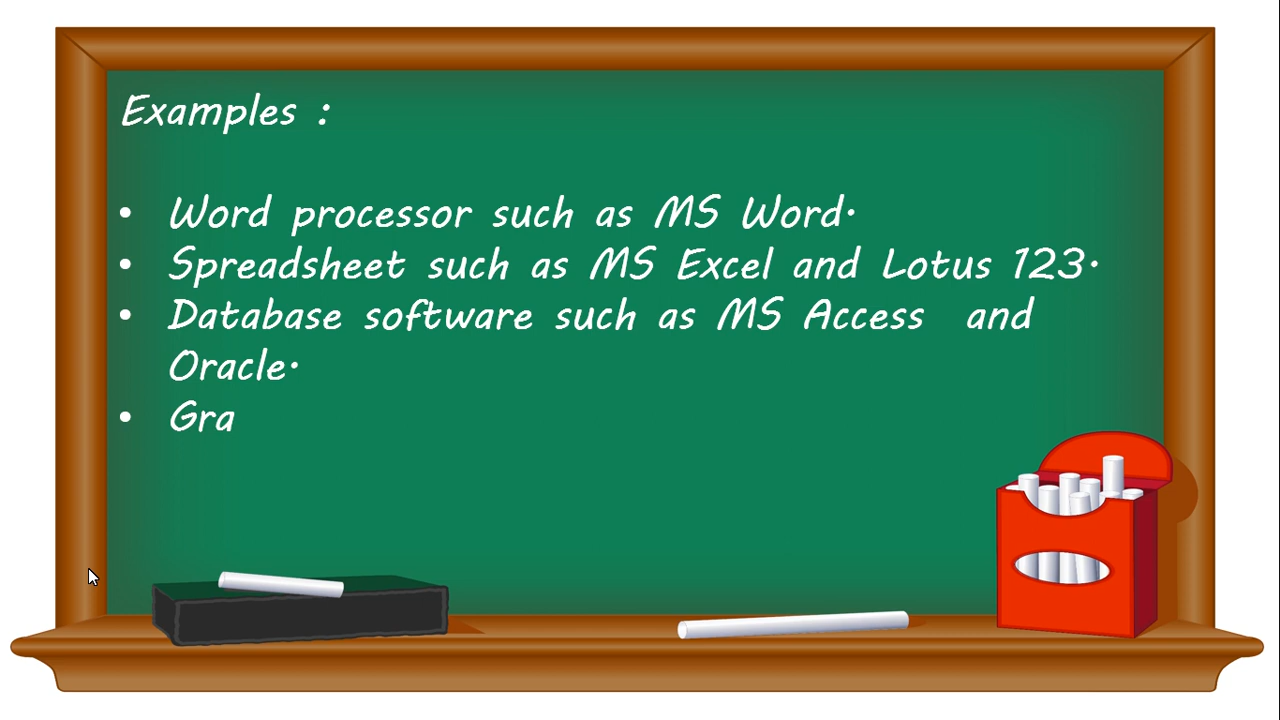 Examples :
• Word processor such as MS Word.
• Spreadsheet such as MS Excel and Lotus 123.
• Database software such as MS Access and
Oracle.
• Gra